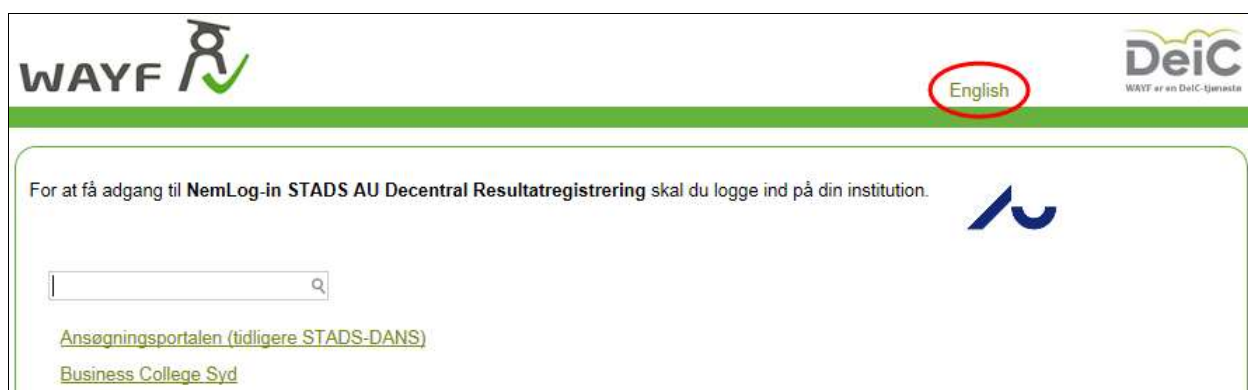 WAYF
English
DeiC
WAYF er en DeiC-tjeneste
For at få adgang til NemLog-in STADS AU Decentral Resultatregistrering skal du logge ind på din institution.
Ansøgningsportalen (tidligere STADS-DANS)
Business College Syd